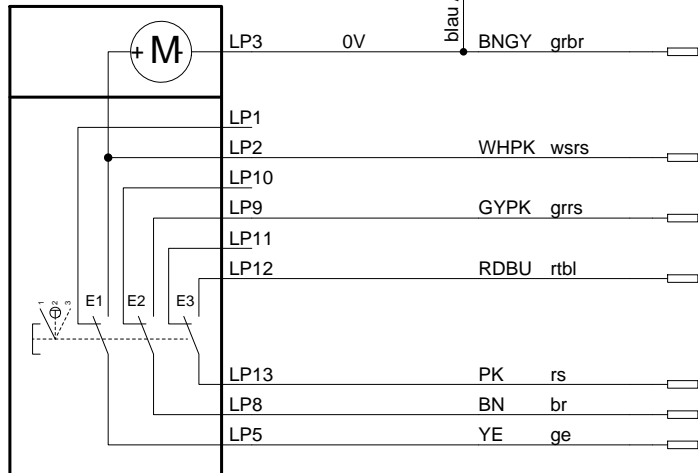 blau
+ M -
LP3 0V BNGY grbr
LP1
LP2 WHPK wsrs
LP10
LP9 GYPK grrs
LP11
LP12 RDBU rtbl
1 2 3
E1 E2 E3
LP13 PK rs
LP8 BN br
LP5 YE ge